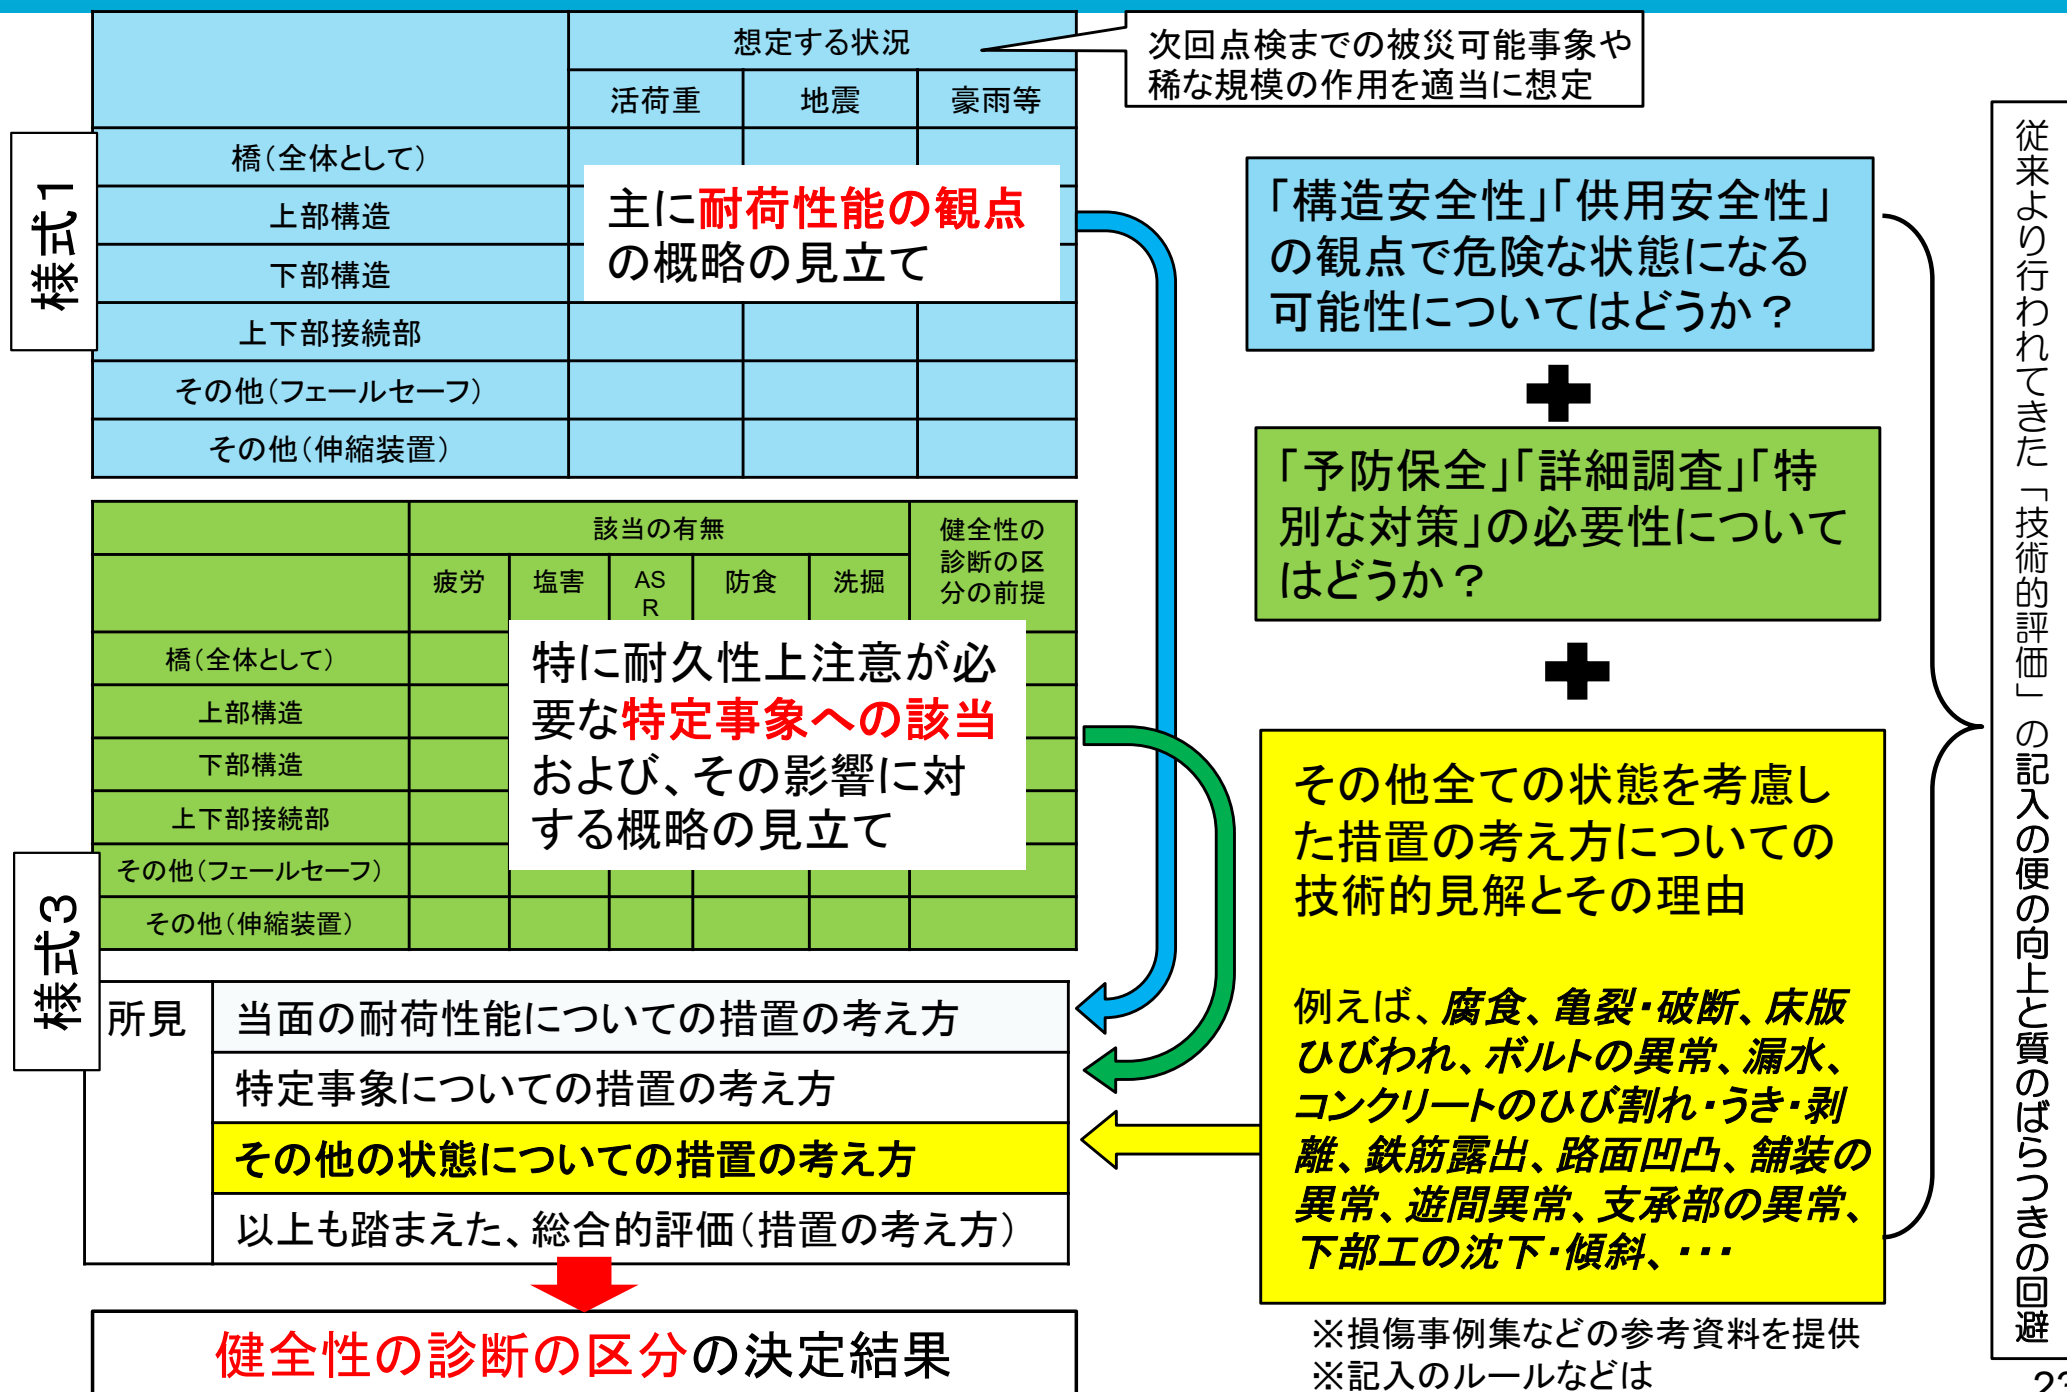 想定する状況
活荷重 地震 豪雨等
次回点検までの被災可能事象や
稀な規模の作用を適当に想定
様式1
橋(全体として)
上部構造
下部構造
上下部接続部
その他(フェールセーフ)
その他(伸縮装置)
主に耐荷性能の観点
の概略の見立て
「構造安全性」「供用安全性」
の観点で危険な状態になる
可能性についてはどうか？
「予防保全」「詳細調査」「特
別な対策」の必要性について
はどうか？
様式3
該当の有無
健全性の
診断の区
分の前提
疲労 塩害 AS
R
防食 洗掘
橋(全体として)
上部構造
下部構造
上下部接続部
その他(フェールセーフ)
その他(伸縮装置)
特に耐久性上注意が必
要な特定事象への該当
および、その影響に対
する概略の見立て
その他全ての状態を考慮し
た措置の考え方についての
技術的見解とその理由
例えば、腐食、亀裂・破断、床版
ひびわれ、ボルトの異常、漏水、
コンクリートのひび割れ・うき・剥
離、鉄筋露出、路面凹凸、舗装の
異常、遊間異常、支承部の異常、
下部工の沈下・傾斜、・・・
所見
当面の耐荷性能についての措置の考え方
特定事象についての措置の考え方
その他の状態についての措置の考え方
以上も踏まえた、総合的評価(措置の考え方)
健全性の診断の区分の決定結果
※損傷事例集などの参考資料を提供
※記入のルールなどは
従来より行われてきた「技術的評価」の記入の便の向上と質のばらつきの回避